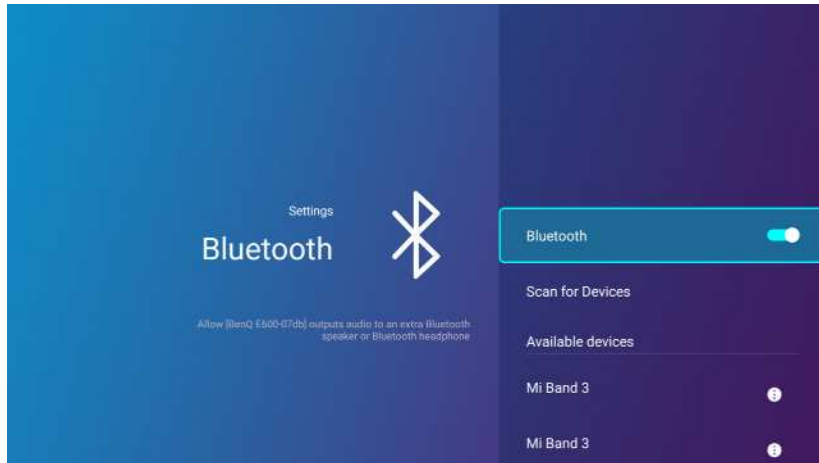 Settings
Bluetooth
Allow [BenQ E600-07db] outputs audio to an extra Bluetooth
speaker or Bluetooth headphone
Bluetooth
Scan for Devices
Available devices
Mi Band 3
Mi Band 3